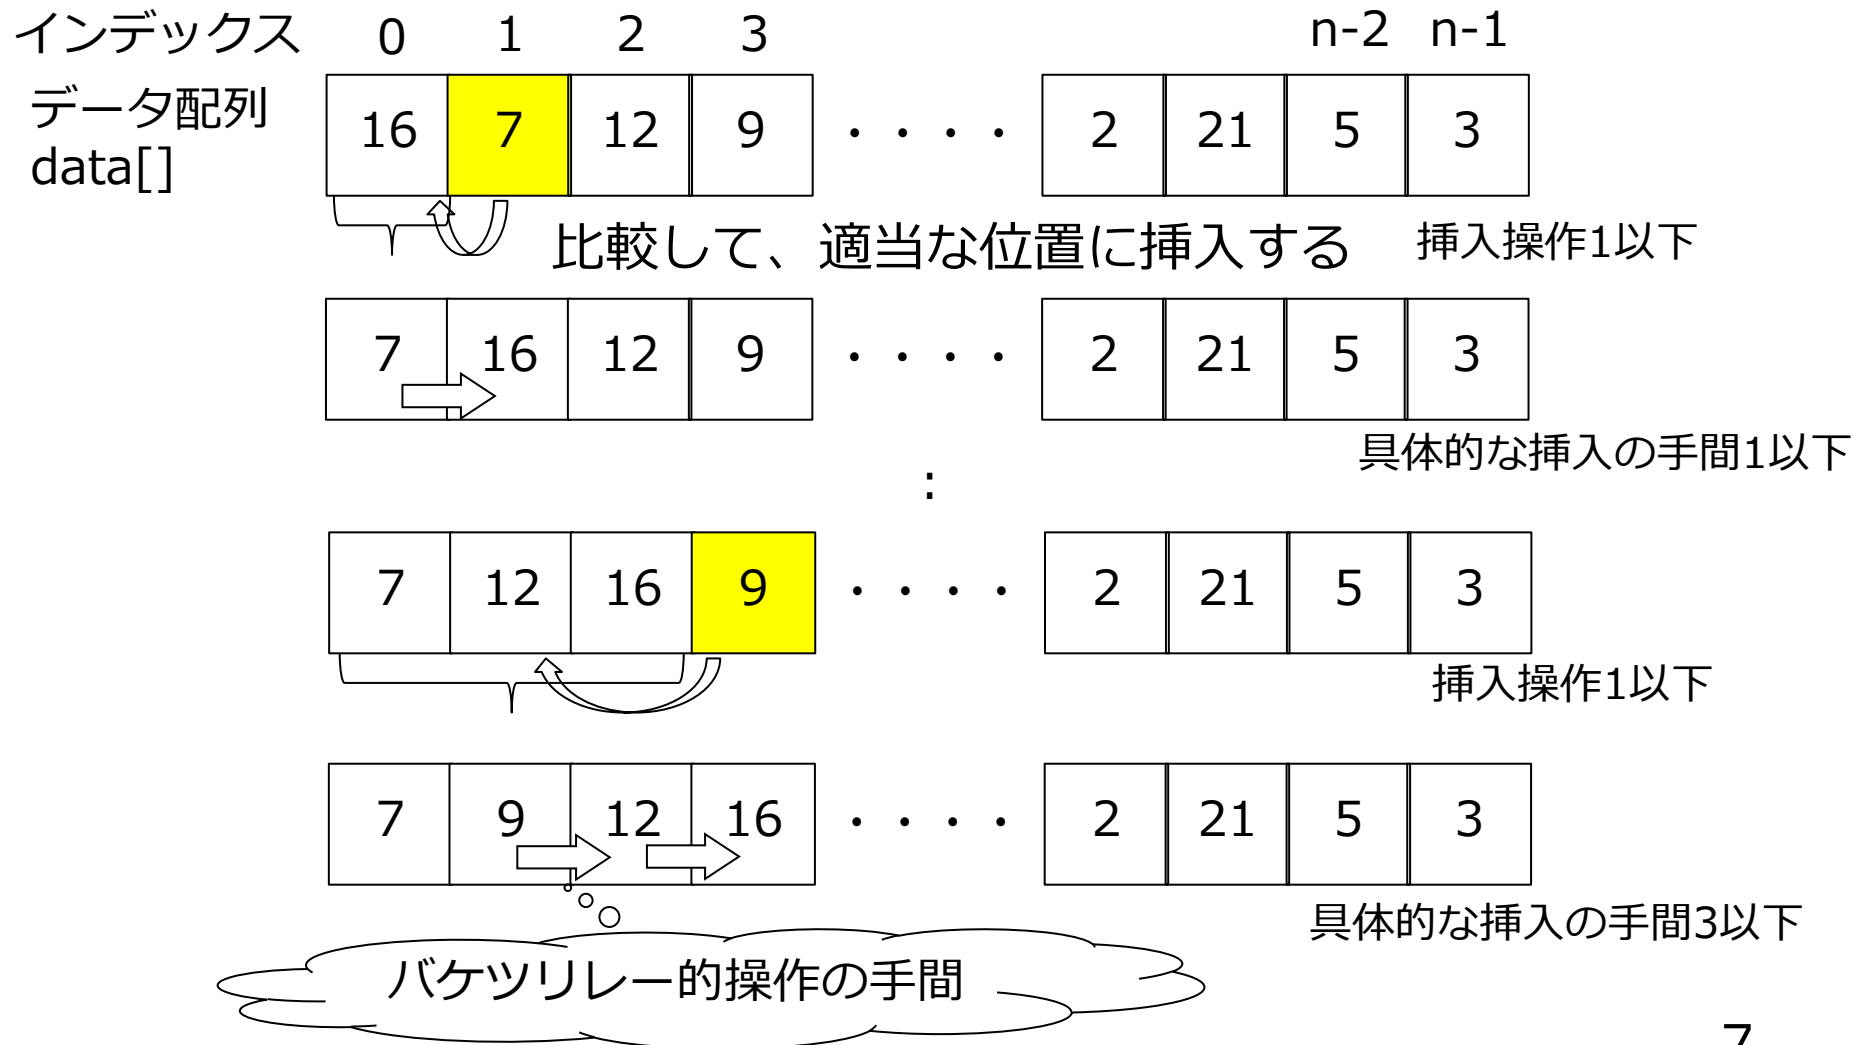 インデックス 0 1 2 3 n-2 n-1
データ配列
data[]
16 7 12 9 ・・・・ 2 21 5 3
比較して、適当な位置に挿入する 挿入操作1以下
7 16 12 9 ・・・・ 2 21 5 3
具体的な挿入の手間1以下
:
7 12 16 9 ・・・・ 2 21 5 3
挿入操作1以下
7 9 12 16 ・・・・ 2 21 5 3
具体的な挿入の手間3以下
バケツリレー的操作の手間
7